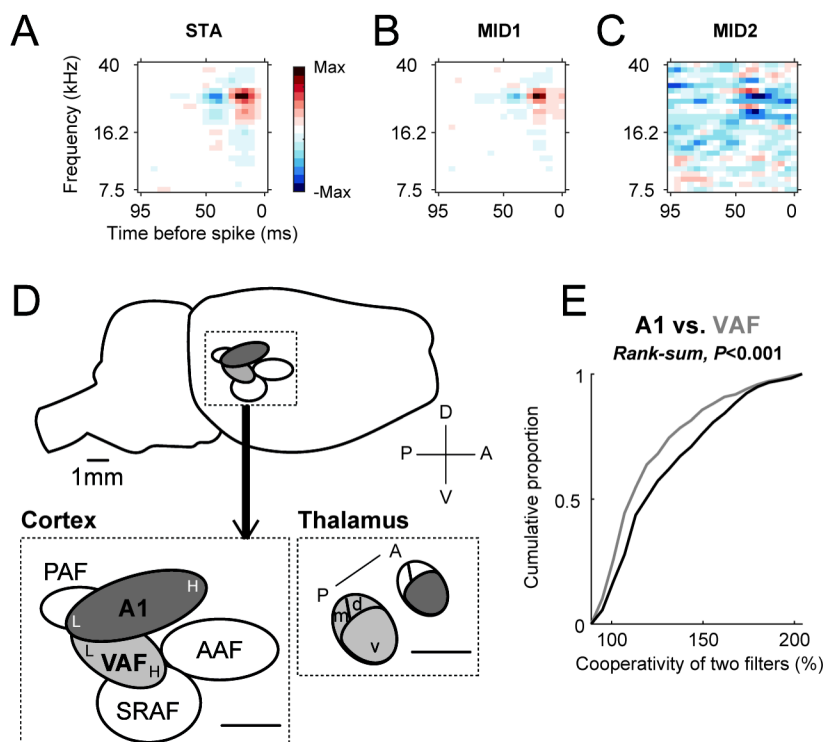 A
STA
40
16.2
7.5
Frequency (kHz)
95 50 0
Time before spike (ms)
Max
-Max
B
MID1
40
16.2
7.5
95 50 0
C
MID2
40
16.2
7.5
95 50 0
D
1mm
D
P A
V
Cortex
PAF
H
A1
L
L
VAF
H
AAF
SRAF
Thalamus
A
P
d
m
v
E
A1 vs. VAF
Rank-sum, P<0.001
1
0.5
0
Cumulative proportion
100 150 200
Cooperativity of two filters (%)